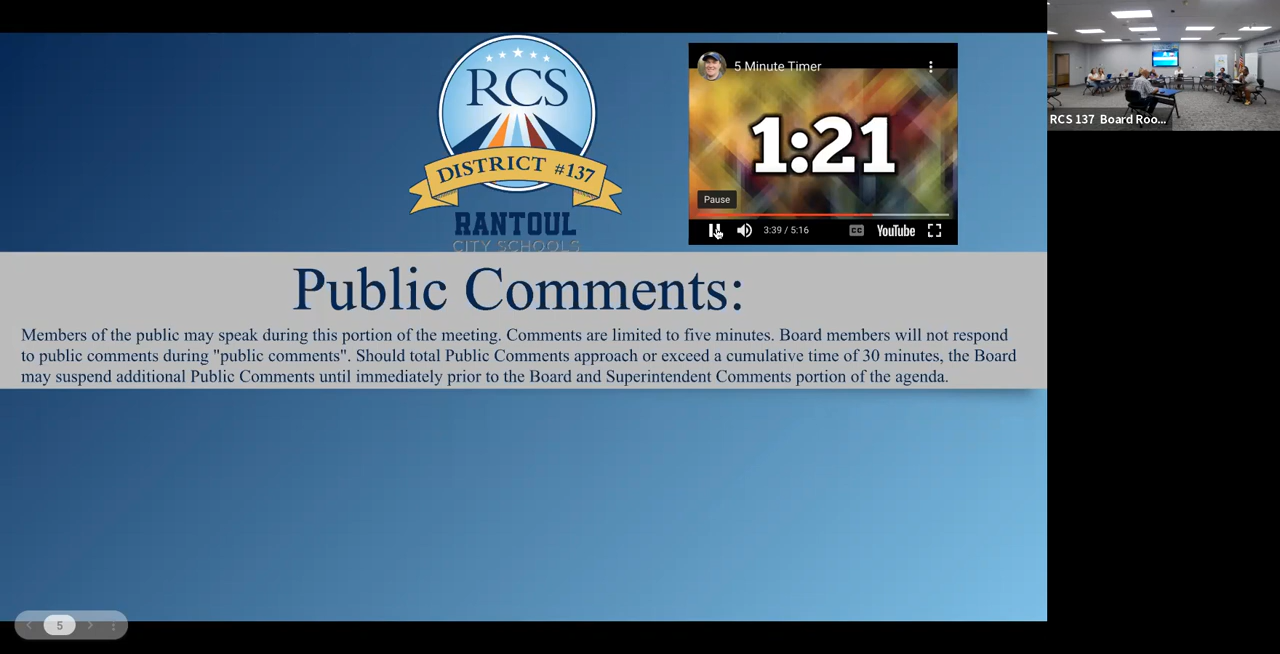 RCS
DISTRICT #137
RANTOUL
CITY SCHOOLS
5 Minute Timer
1:21
Pause
3:39 / 5:16
CC
YouTube
RCS 137 Board Roo...
Public Comments:
Members of the public may speak during this portion of the meeting. Comments are limited to five minutes. Board members will not respond
to public comments during "public comments". Should total Public Comments approach or exceed a cumulative time of 30 minutes, the Board
may suspend additional Public Comments until immediately prior to the Board and Superintendent Comments portion of the agenda.
5